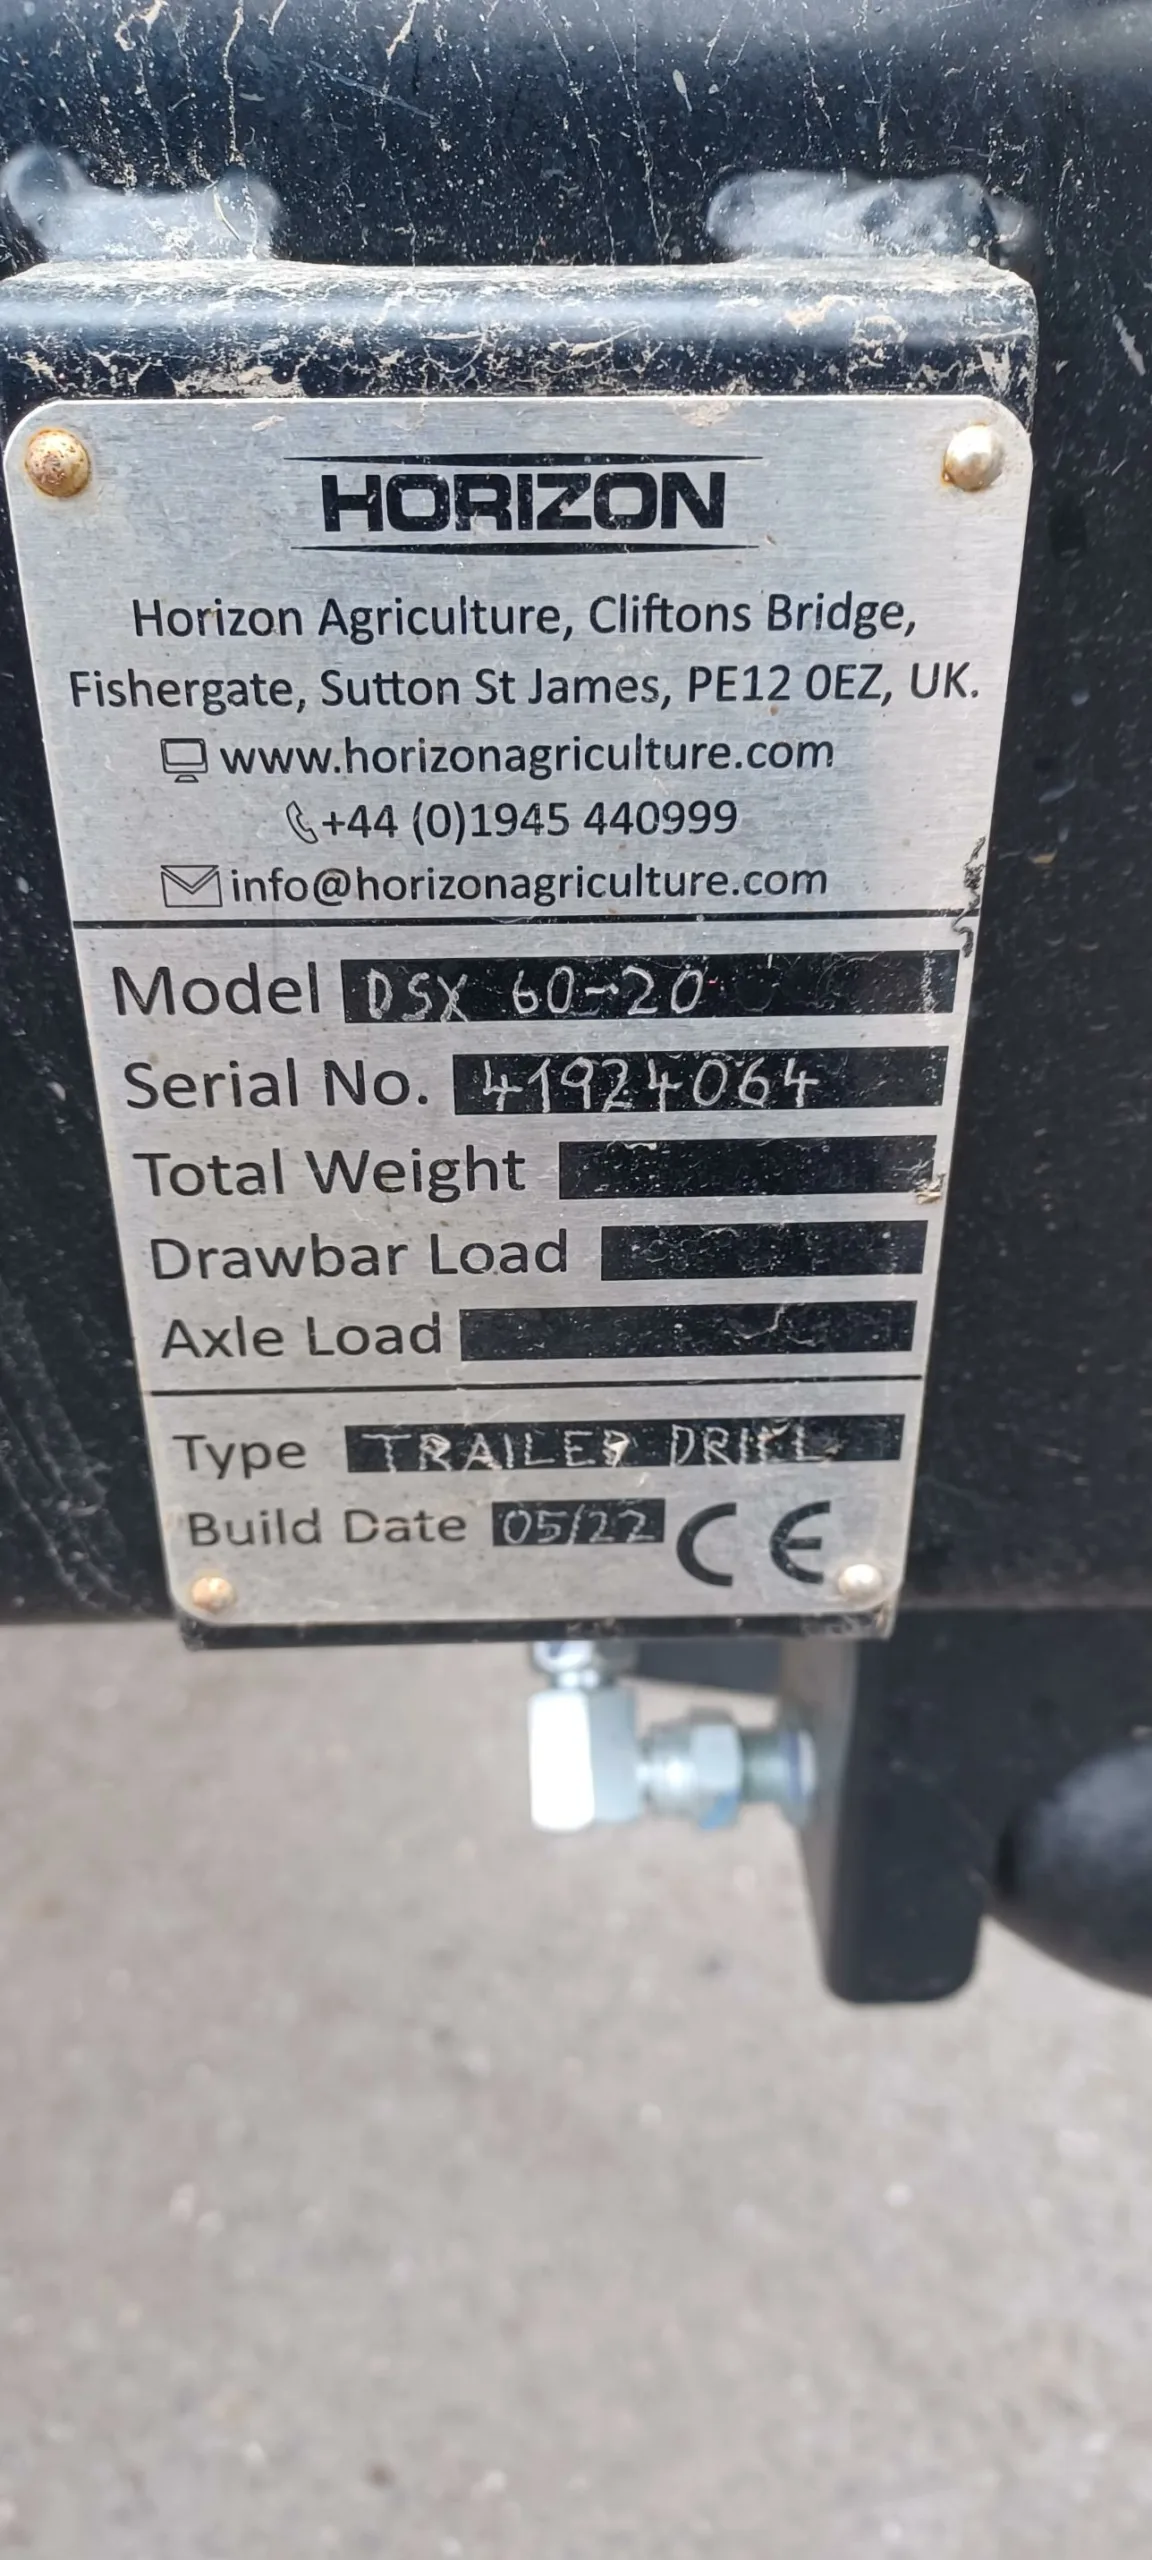 HORIZON
Horizon Agriculture, Cliftons Bridge,
Fishergate, Sutton St James, PE12 0EZ, UK.
www.horizonagriculture.com
+44 (0)1945 440999
info@horizonagriculture.com
Model DSX 60-20
Serial No. 41924064
Total Weight
Drawbar Load
Axle Load
Type TRAILER DRILL
Build Date 05/22 CE